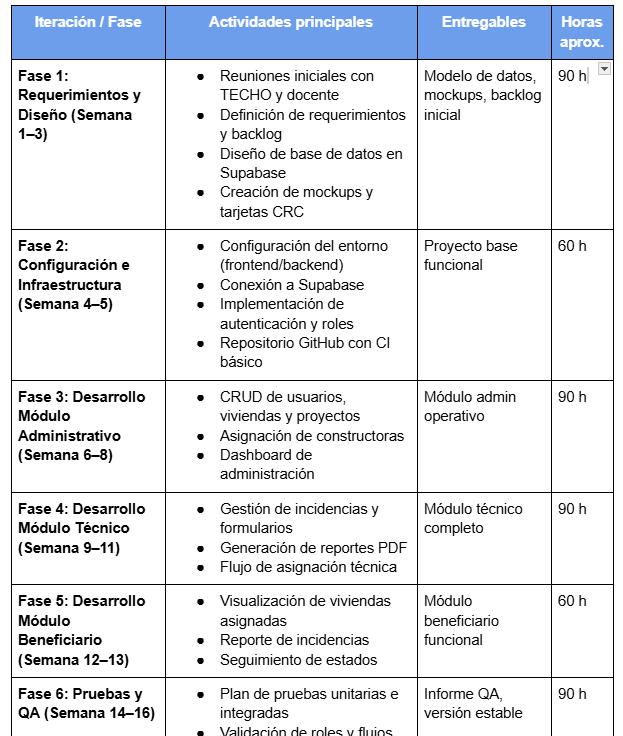 Iteración / Fase
Actividades principales
Entregables
Horas
aprox.
Fase 1:
Requerimientos y
Diseño (Semana
1–3)
● Reuniones iniciales con
TECHO y docente
● Definición de requerimientos
y backlog
● Diseño de base de datos en
Supabase
● Creación de mockups y
tarjetas CRC
Modelo de datos,
mockups, backlog
inicial
90 h
Fase 2:
Configuración e
Infraestructura
(Semana 4–5)
● Configuración del entorno
(frontend/backend)
● Conexión a Supabase
● Implementación de
autenticación y roles
● Repositorio GitHub con CI
básico
Proyecto base
funcional
60 h
Fase 3: Desarrollo
Módulo
Administrativo
(Semana 6–8)
● CRUD de usuarios,
viviendas y proyectos
● Asignación de constructoras
● Dashboard de
administración
Módulo admin
operativo
90 h
Fase 4: Desarrollo
Módulo Técnico
(Semana 9–11)
● Gestión de incidencias y
formularios
● Generación de reportes PDF
● Flujo de asignación técnica
Módulo técnico
completo
90 h
Fase 5: Desarrollo
Módulo
Beneficiario
(Semana 12–13)
● Visualización de viviendas
asignadas
● Reporte de incidencias
● Seguimiento de estados
Módulo
beneficiario
funcional
60 h
Fase 6: Pruebas y
QA (Semana 14–16)
● Plan de pruebas unitarias e
integradas
● Validación de roles y flujos
Informe QA,
versión estable
90 h